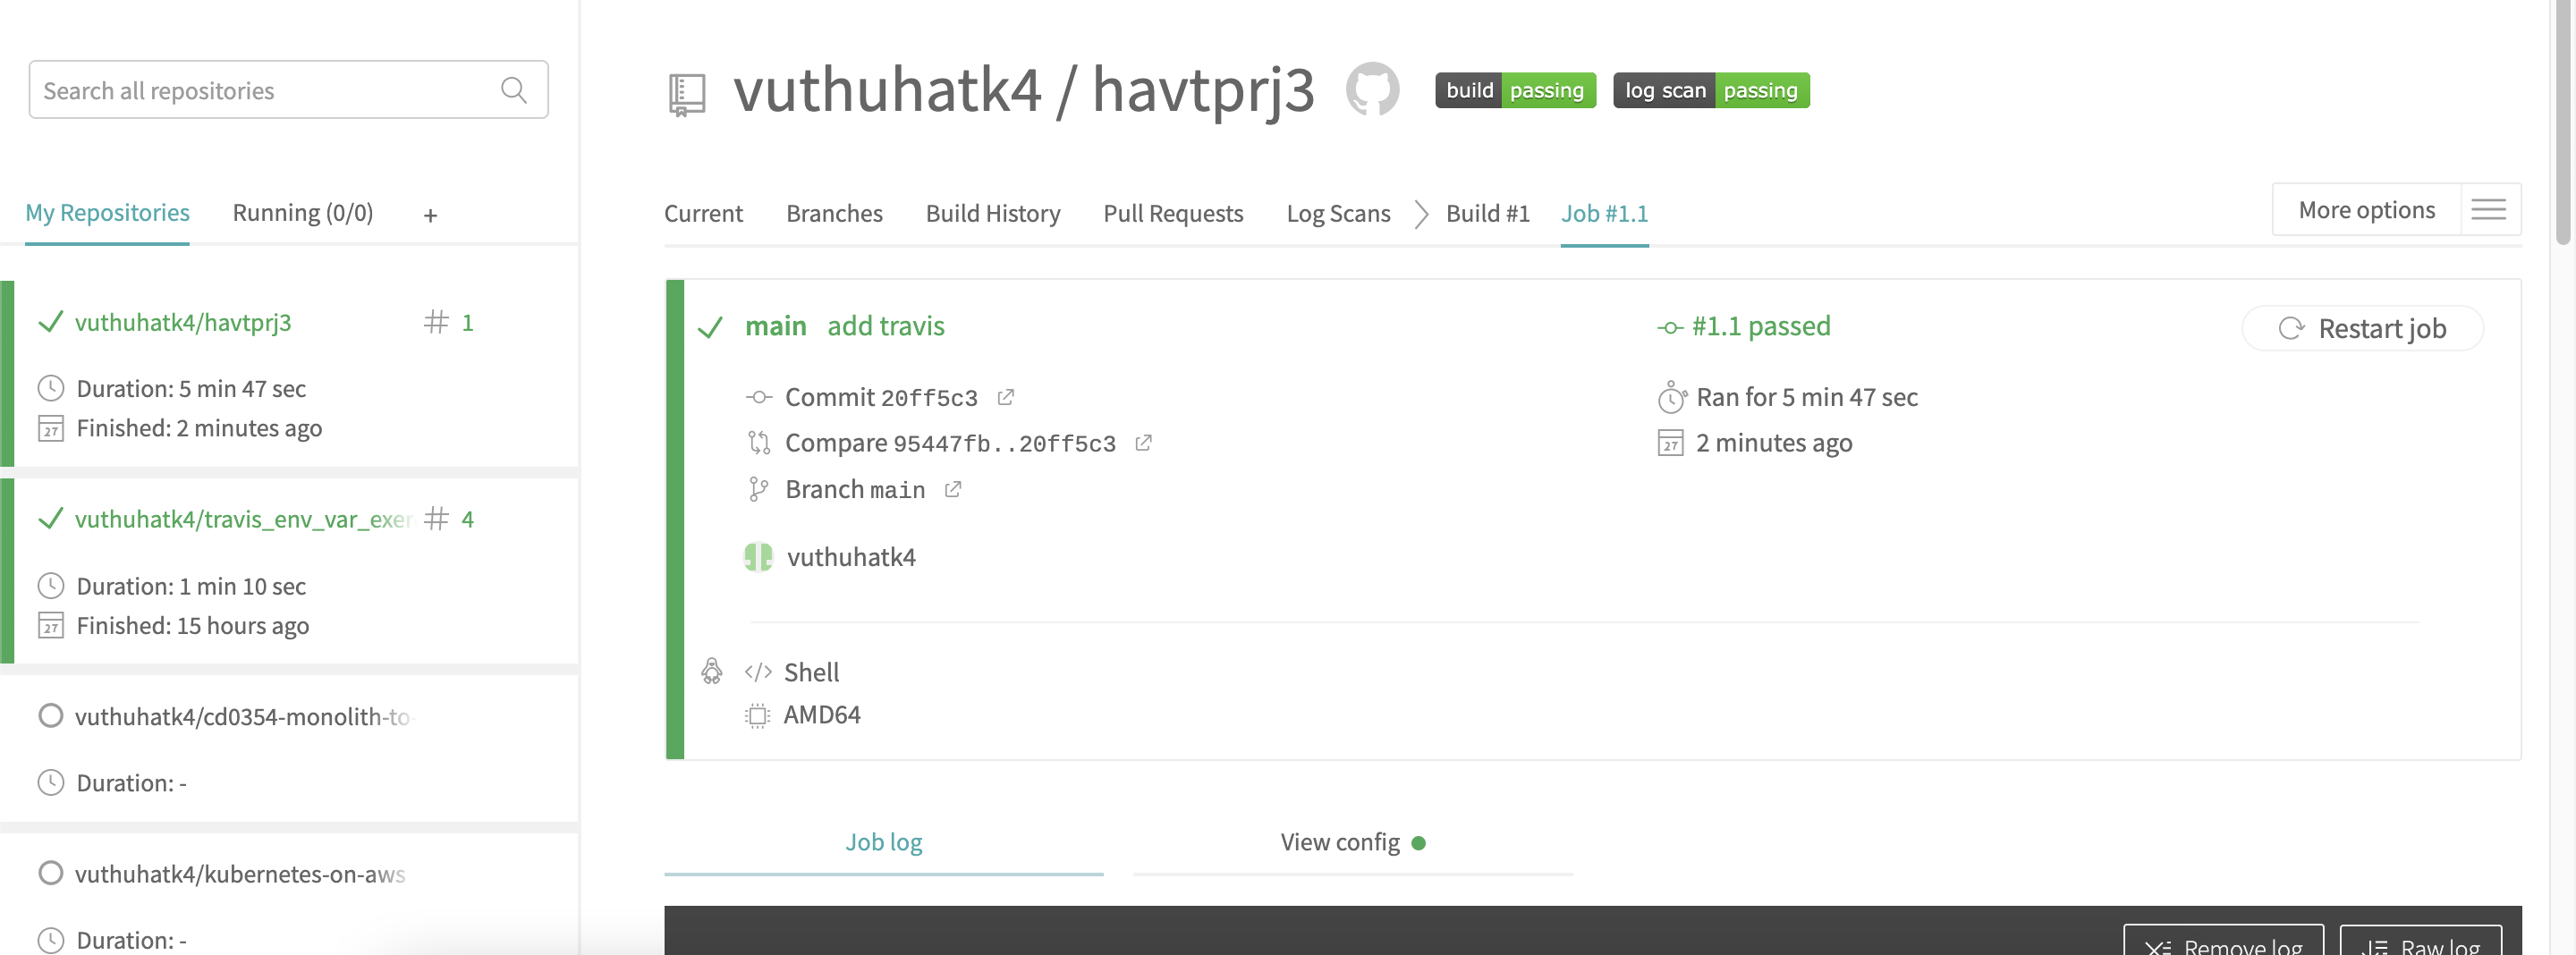 Search all repositories
My Repositories
Running (0/0)
+
vuthuhatk4/havtprj3
# 1
Duration: 5 min 47 sec
27
Finished: 2 minutes ago
vuthuhatk4/travis_env_var_exer
# 4
Duration: 1 min 10 sec
27
Finished: 15 hours ago
vuthuhatk4/cd0354-monolith-to-
Duration: -
vuthuhatk4/kubernetes-on-aws
Duration: -
vuthuhatk4 / havtprj3
build passing
log scan passing
Current
Branches
Build History
Pull Requests
Log Scans
Build #1
Job #1.1
More options
main add travis
#1.1 passed
Restart job
Commit 20ff5c3
Ran for 5 min 47 sec
Compare 95447fb..20ff5c3
27
2 minutes ago
Branch main
vuthuhatk4
</> Shell
AMD64
Job log
View config
Remove log
Raw log